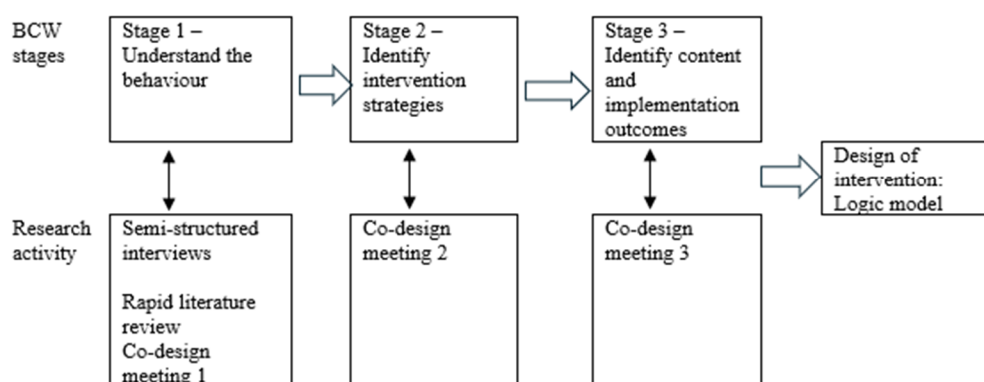 BCW
stages
Stage 1 –
Understand the
behaviour
Stage 2 –
Identify
intervention
strategies
Stage 3 –
Identify content
and
implementation
outcomes
Design of
intervention:
Logic model
Research
activity
Semi-structured
interviews
Rapid literature
review
Co-design
meeting 1
Co-design
meeting 2
Co-design
meeting 3